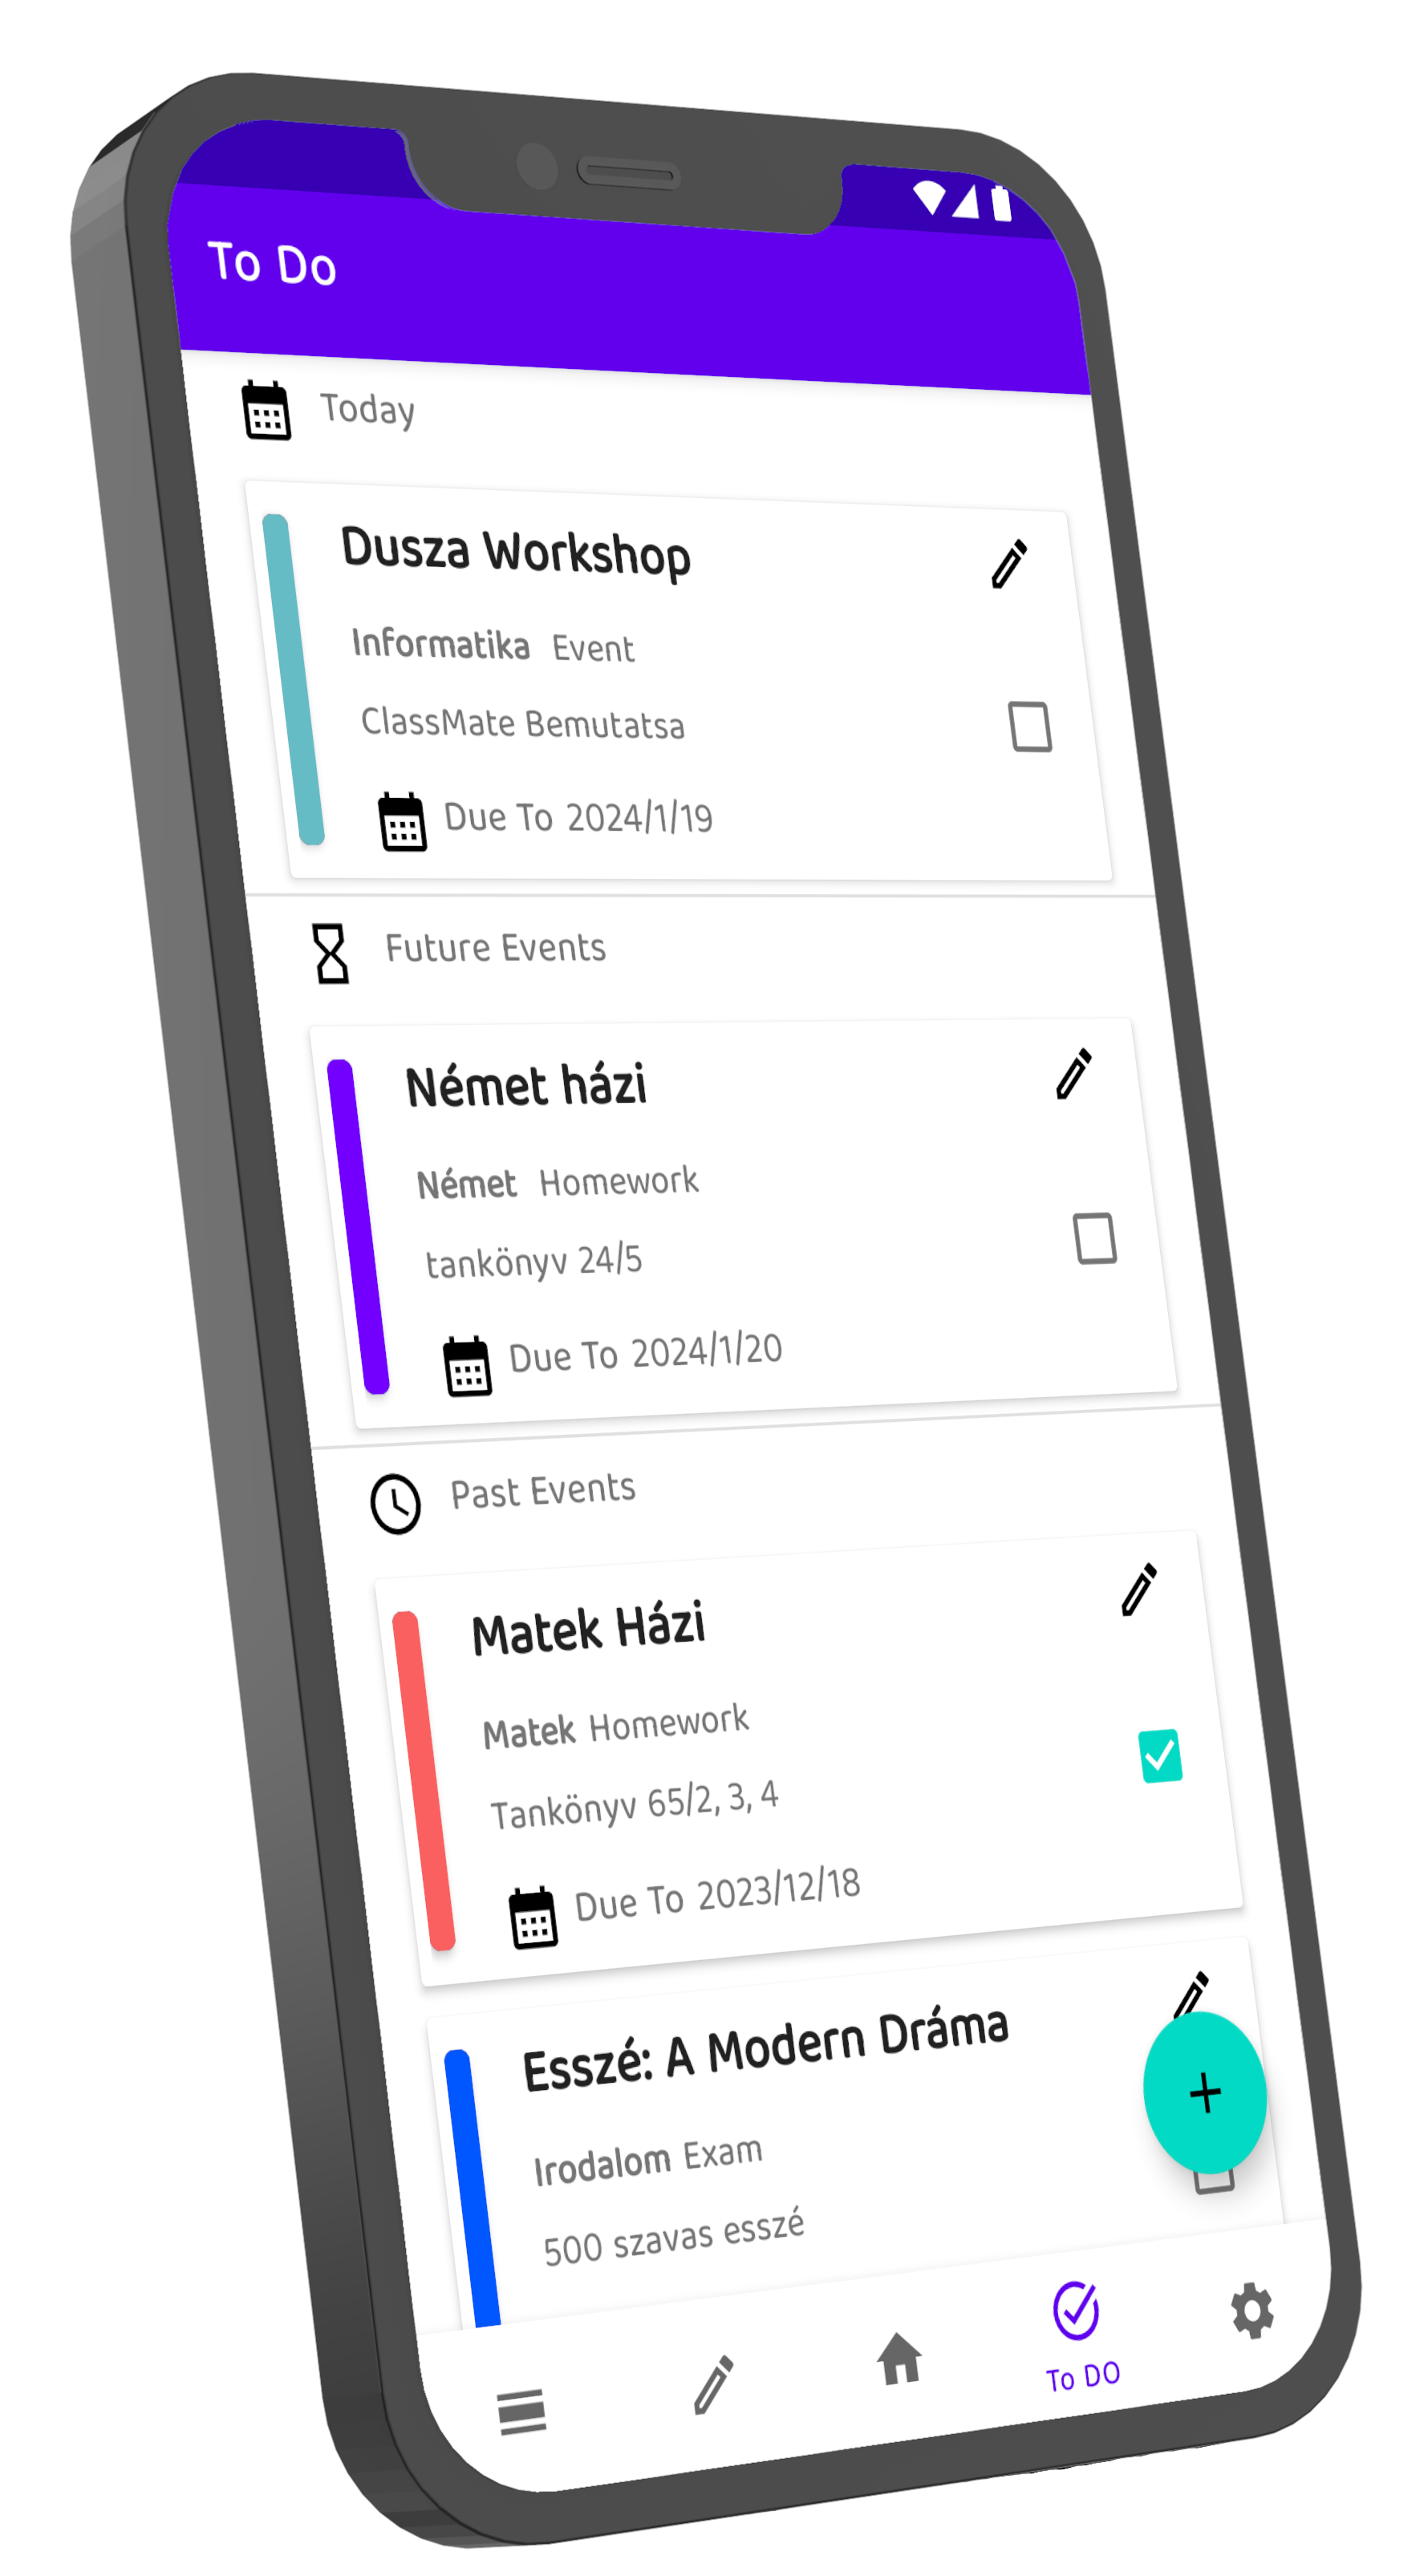 To Do
Today
Dusza Workshop
Informatika Event
ClassMate Bemutatsa
Due To 2024/1/19
Future Events
Német házi
Német Homework
tankönyv 24/5
Due To 2024/1/20
Past Events
Matek Házi
Matek Homework
Tankönyv 65/2, 3, 4
Due To 2023/12/18
Esszé: A Modern Dráma
Irodalom Exam
500 szavas esszé
To DO